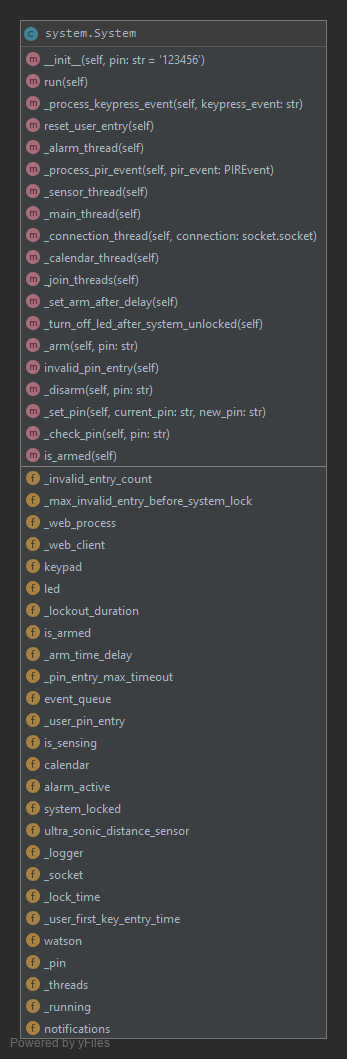 C system.System
m __init__(self, pin: str = '123456')
m run(self)
m _process_keypress_event(self, keypress_event: str)
m reset_user_entry(self)
m _alarm_thread(self)
m _process_pir_event(self, pir_event: PIREvent)
m _sensor_thread(self)
m _main_thread(self)
m _connection_thread(self, connection: socket.socket)
m _calendar_thread(self)
m _join_threads(self)
m _set_arm_after_delay(self)
m _turn_off_led_after_system_unlocked(self)
m _arm(self, pin: str)
m invalid_pin_entry(self)
m _disarm(self, pin: str)
m _set_pin(self, current_pin: str, new_pin: str)
m _check_pin(self, pin: str)
m is_armed(self)
f _invalid_entry_count
f _max_invalid_entry_before_system_lock
f _web_process
f _web_client
f keypad
f led
f _lockout_duration
f is_armed
f _arm_time_delay
f _pin_entry_max_timeout
f event_queue
f _user_pin_entry
f is_sensing
f calendar
f alarm_active
f system_locked
f ultra_sonic_distance_sensor
f _logger
f _socket
f _lock_time
f _user_first_key_entry_time
f watson
f _pin
f _threads
f _running
f notifications
Powered by yFiles